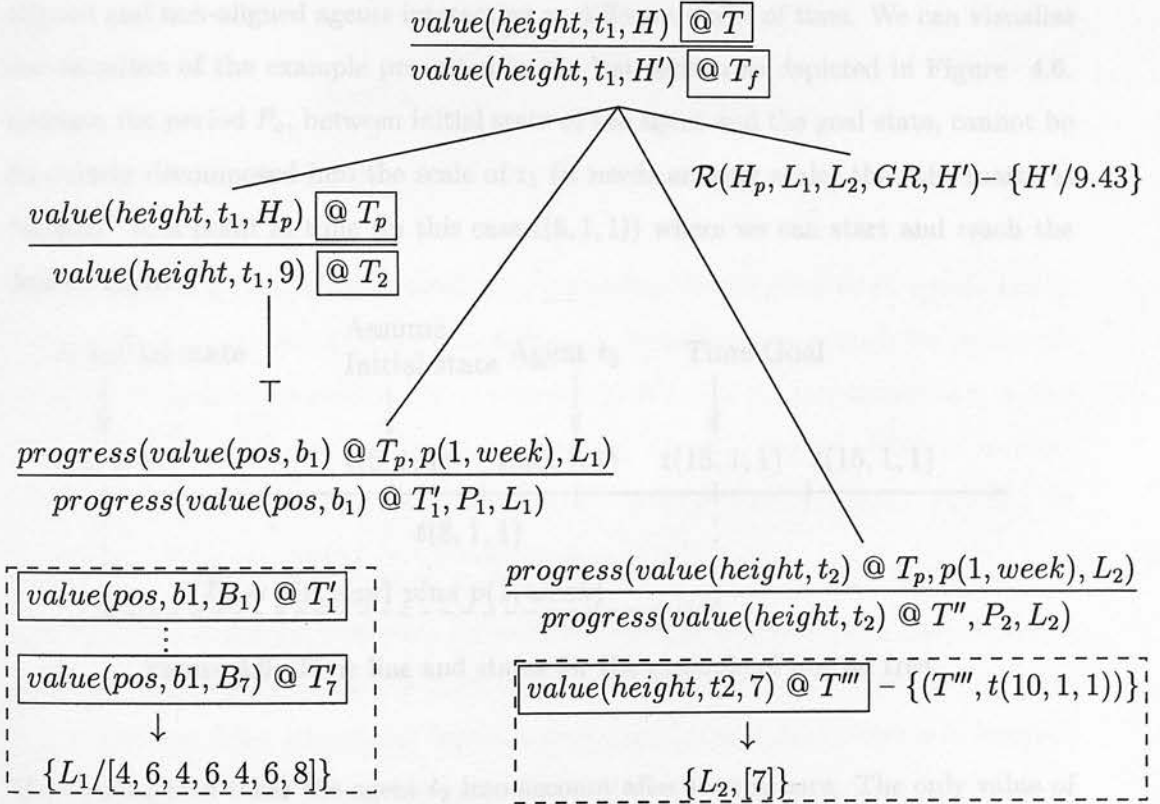 value(height, t₁, H) @ T
value(height, t₁, H′) @ T_f
R(H_p, L₁, L₂, GR, H′)–{H′/9.43}
value(height, t₁, H_p) @ T_p
value(height, t₁, 9) @ T₂
⊤
progress(value(pos, b₁) @ T_p, p(1, week), L₁)
progress(value(pos, b₁) @ T′₁, P₁, L₁)
value(pos, b1, B₁) @ T′₁
⋮
value(pos, b1, B₇) @ T′₇
↓
{L₁/[4, 6, 4, 6, 4, 6, 8]}
progress(value(height, t₂) @ T_p, p(1, week), L₂)
progress(value(height, t₂) @ T″, P₂, L₂)
value(height, t2, 7) @ T‴ – {(T‴, t(10, 1, 1))}
↓
{L₂, [7]}